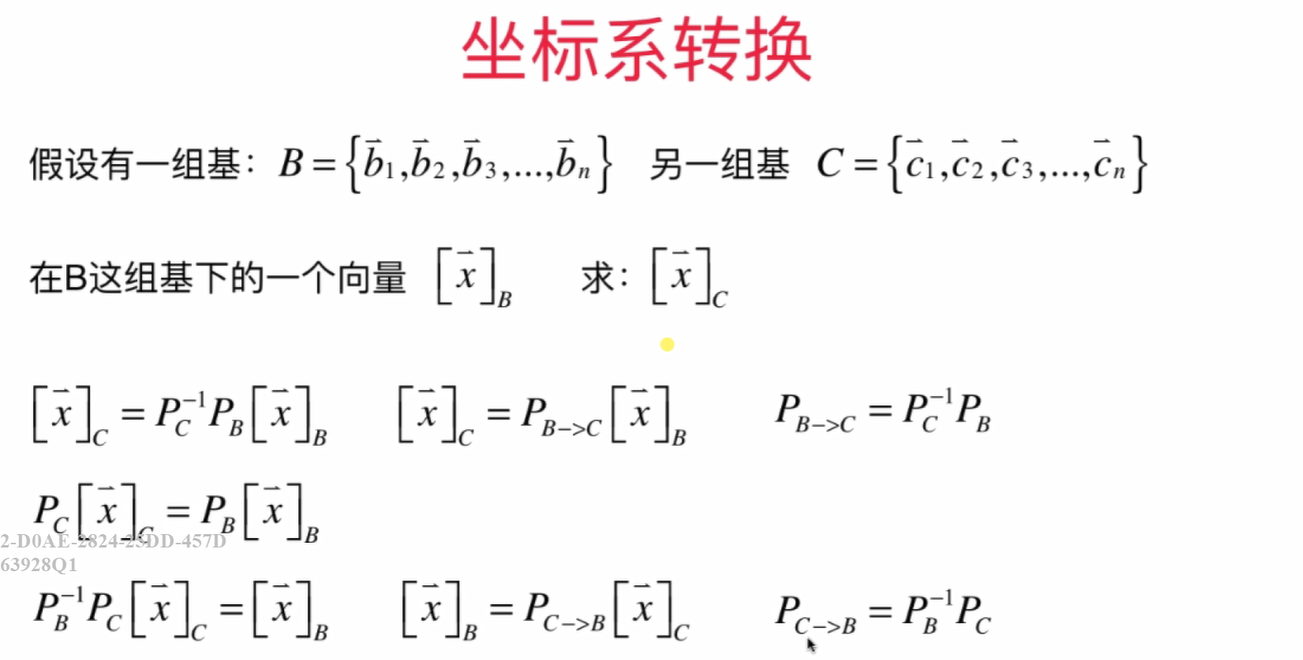 坐标系转换
假设有一组基：$B=\left\{\vec{b}_1,\vec{b}_2,\vec{b}_3,...,\vec{b}_n\right\}$ 另一组基 $C=\left\{\vec{c}_1,\vec{c}_2,\vec{c}_3,...,\vec{c}_n\right\}$
在B这组基下的一个向量 $\left[\vec{x}\right]_B$ 求：$\left[\vec{x}\right]_C$
$\left[\vec{x}\right]_C=P_C^{-1}P_B\left[\vec{x}\right]_B$ $\left[\vec{x}\right]_C=P_{B->C}\left[\vec{x}\right]_B$ $P_{B->C}=P_C^{-1}P_B$
$P_C\left[\vec{x}\right]_C=P_B\left[\vec{x}\right]_B$
2-D0AE-2824-25DD-457D
63928Q1
$P_B^{-1}P_C\left[\vec{x}\right]_C=\left[\vec{x}\right]_B$ $\left[\vec{x}\right]_B=P_{C->B}\left[\vec{x}\right]_C$ $P_{C->B}=P_B^{-1}P_C$